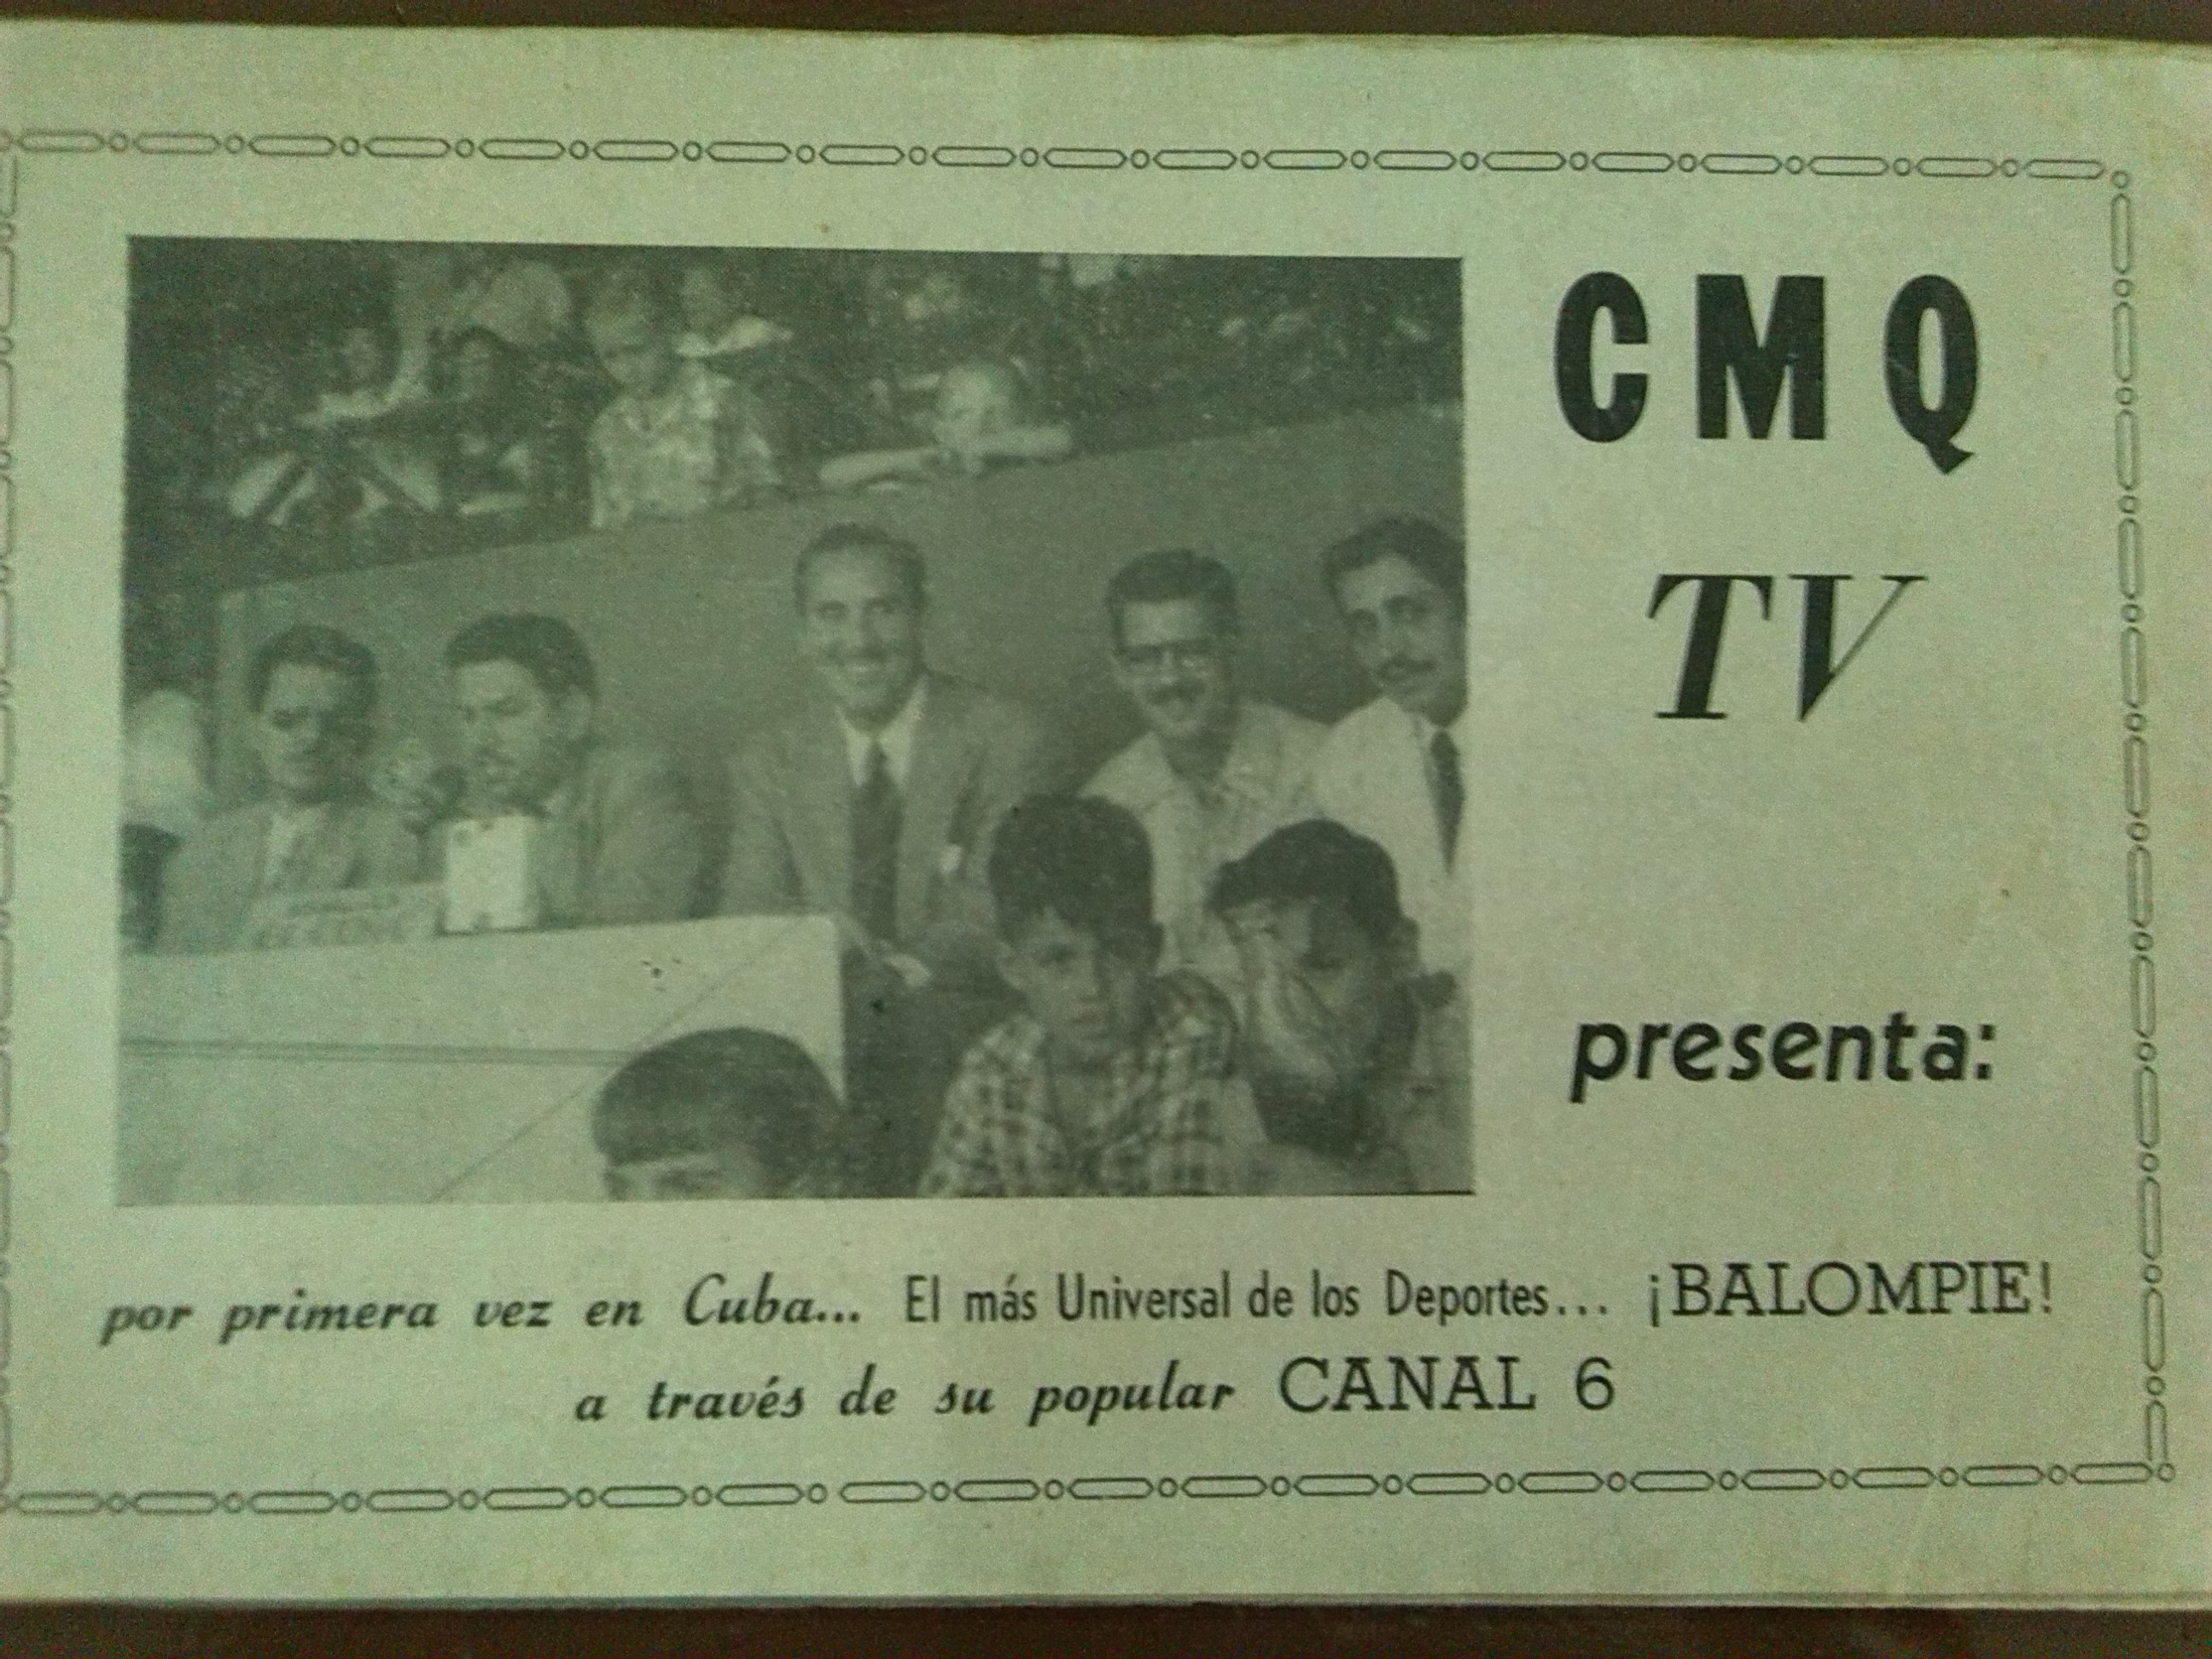 CMQ
TV
presenta:
por primera vez en Cuba... El más Universal de los Deportes... ¡BALOMPIE!
a través de su popular CANAL 6